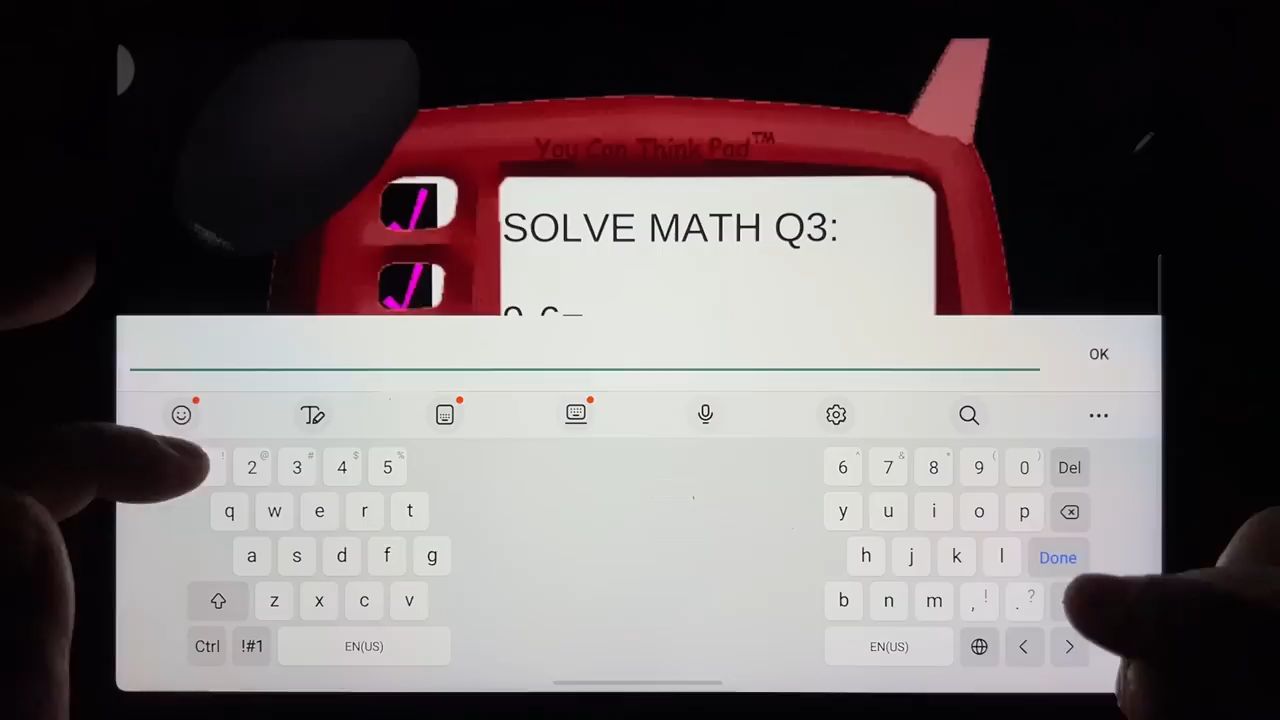 You Can Think Pad™
SOLVE MATH Q3:
OK
! 2 @ 3 # 4 $ 5 % 6 ^ 7 & 8 * 9 ( 0 ) Del
q w e r t y u i o p
a s d f g h j k l Done
z x c v b n m , ! . ?
Ctrl !#1 EN(US) EN(US) < >